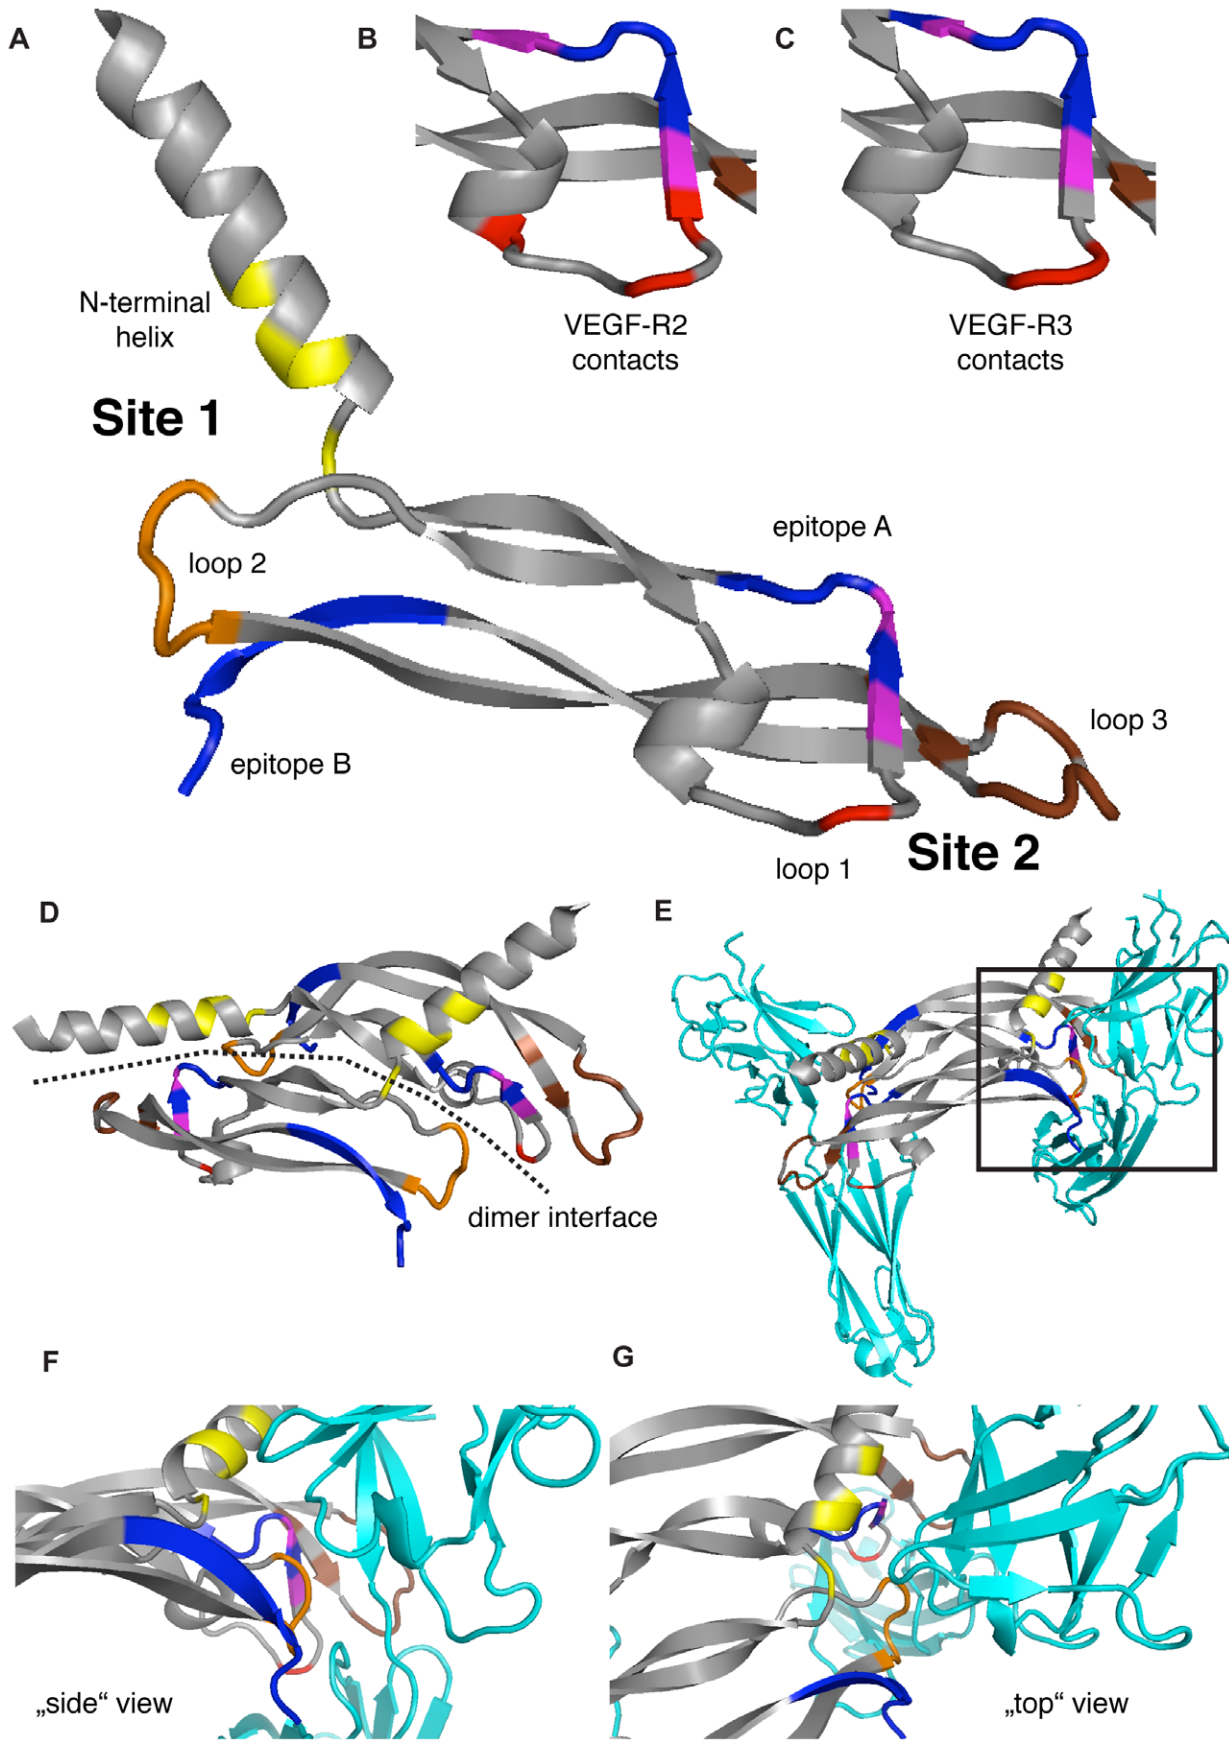 A
B
C
N-terminal
helix
VEGF-R2
contacts
VEGF-R3
contacts
Site 1
epitope A
loop 2
loop 3
epitope B
loop 1
Site 2
D
E
dimer interface
F
G
„side“ view
„top“ view